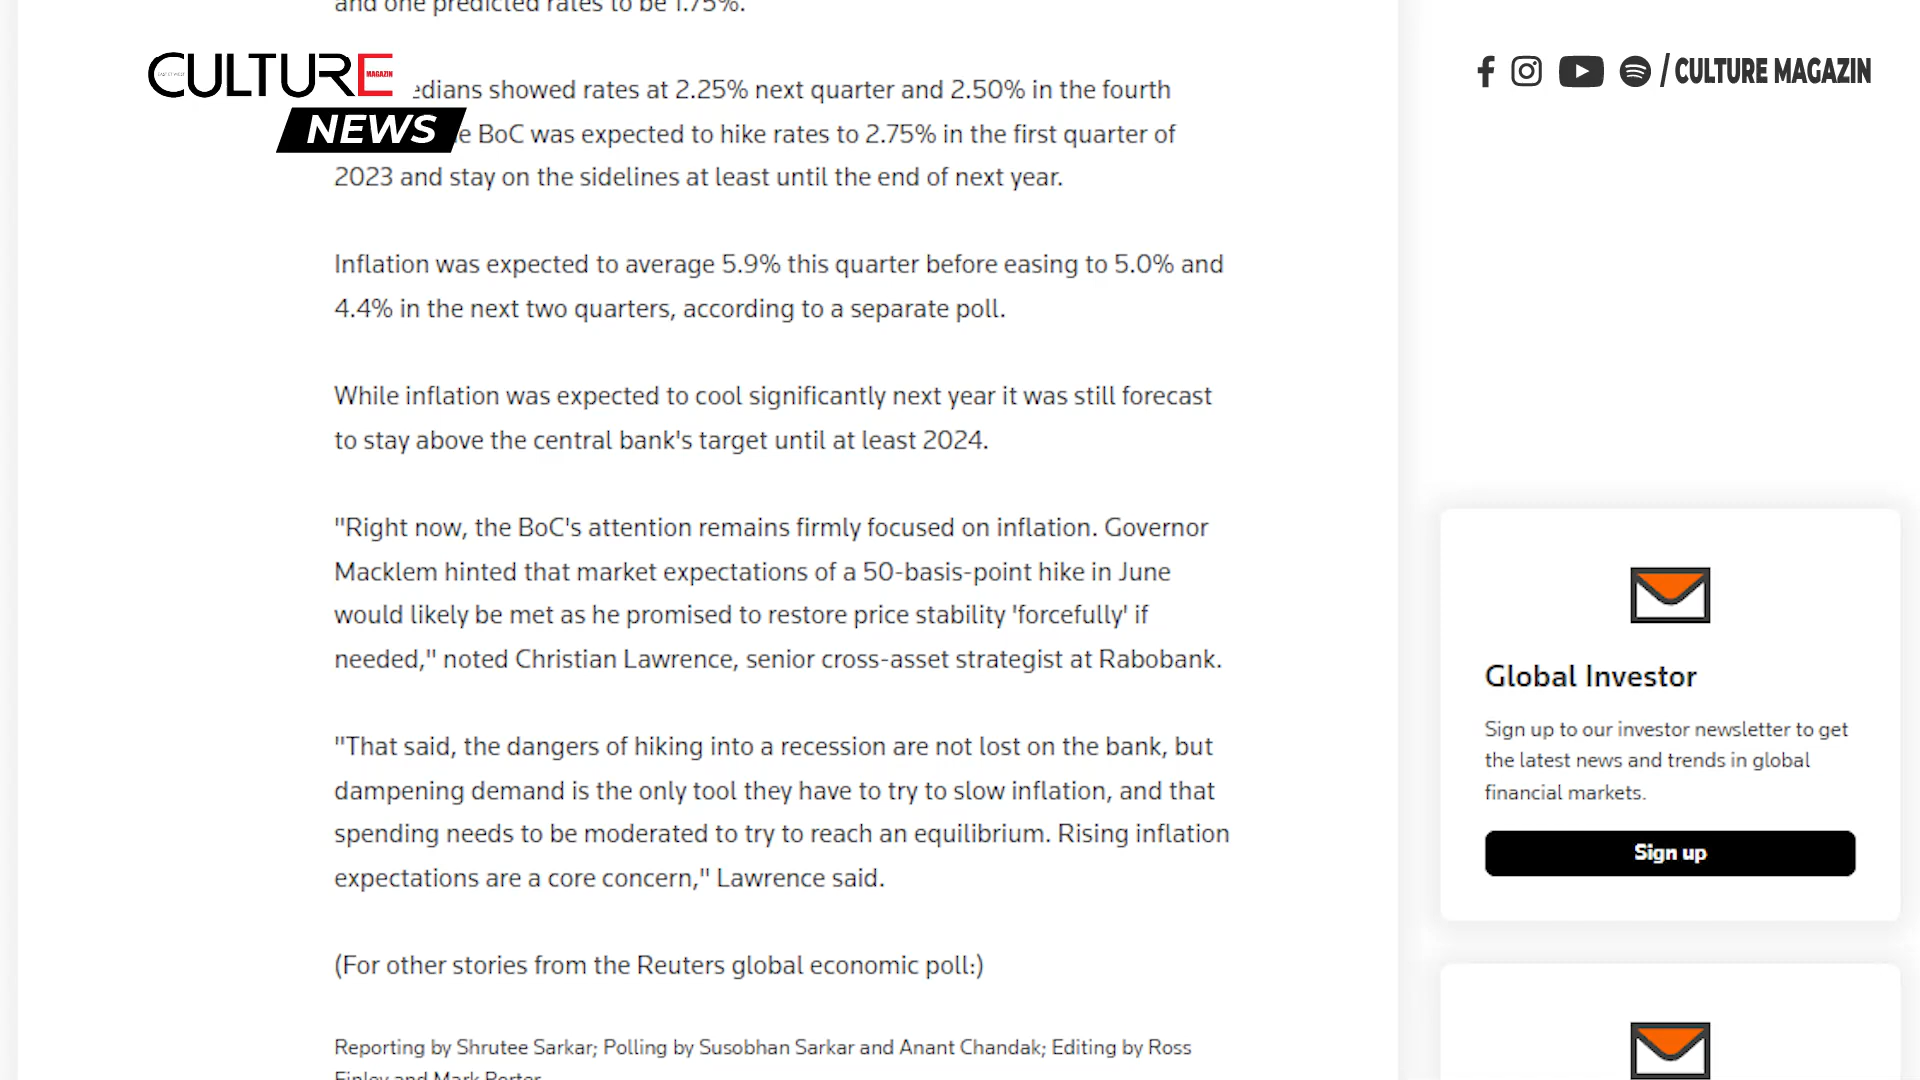 and one predicted rates to be 1.75%.
CULTURE
MAGAZIN
NEWS
/ CULTURE MAGAZIN
showed rates at 2.25% next quarter and 2.50% in the fourth
BoC was expected to hike rates to 2.75% in the first quarter of
2023 and stay on the sidelines at least until the end of next year.
Inflation was expected to average 5.9% this quarter before easing to 5.0% and
4.4% in the next two quarters, according to a separate poll.
While inflation was expected to cool significantly next year it was still forecast
to stay above the central bank's target until at least 2024.
"Right now, the BoC's attention remains firmly focused on inflation. Governor
Macklem hinted that market expectations of a 50-basis-point hike in June
would likely be met as he promised to restore price stability 'forcefully' if
needed," noted Christian Lawrence, senior cross-asset strategist at Rabobank.
"That said, the dangers of hiking into a recession are not lost on the bank, but
dampening demand is the only tool they have to try to slow inflation, and that
spending needs to be moderated to try to reach an equilibrium. Rising inflation
expectations are a core concern," Lawrence said.
(For other stories from the Reuters global economic poll:)
Reporting by Shrutee Sarkar; Polling by Susobhan Sarkar and Anant Chandak; Editing by Ross
Finley and Mark Porter
Global Investor
Sign up to our investor newsletter to get
the latest news and trends in global
financial markets.
Sign up